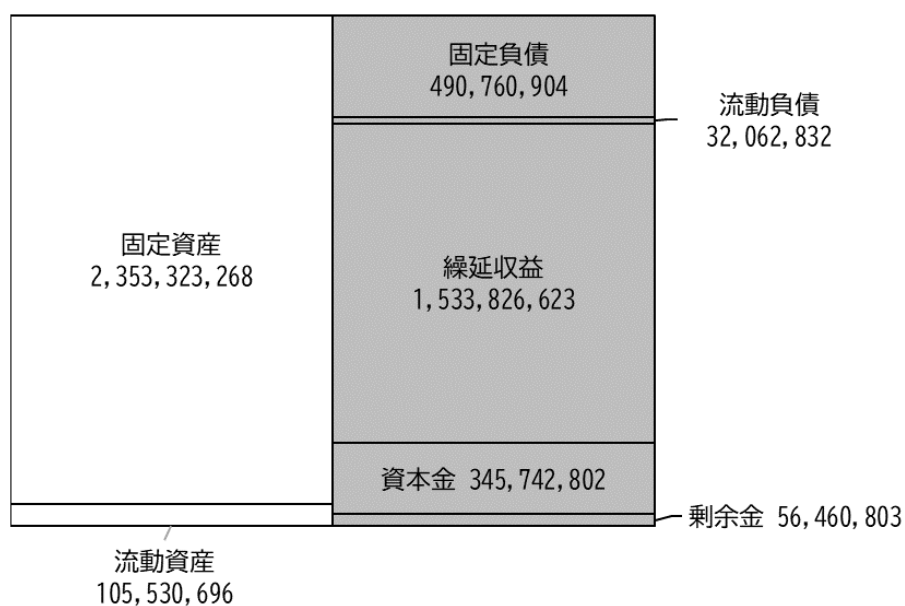 固定負債
490,760,904
流動負債
32,062,832
固定資産
2,353,323,268
繰延収益
1,533,826,623
資本金 345,742,802
剰余金 56,460,803
流動資産
105,530,696